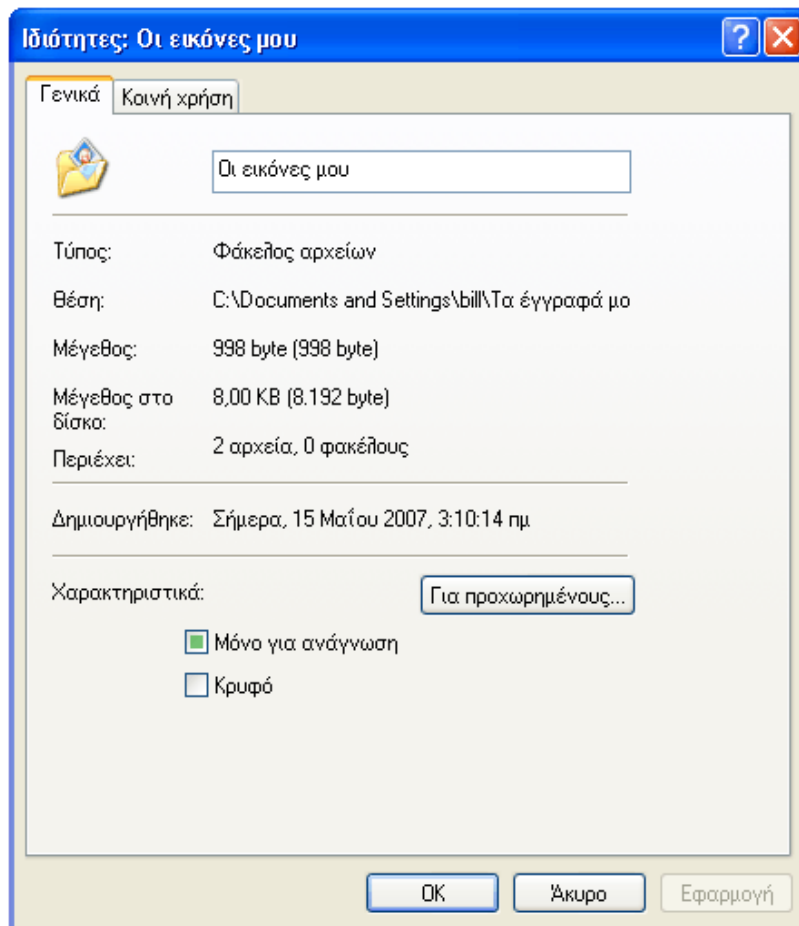 Ιδιότητες: Οι εικόνες μου
Γενικά
Κοινή χρήση
Οι εικόνες μου
Τύπος: Φάκελος αρχείων
Θέση: C:\Documents and Settings\bill\Τα έγγραφά μο
Μέγεθος: 998 byte (998 byte)
Μέγεθος στο δίσκο: 8,00 KB (8.192 byte)
Περιέχει: 2 αρχεία, 0 φακέλους
Δημιουργήθηκε: Σήμερα, 15 Μαΐου 2007, 3:10:14 πμ
Χαρακτηριστικά: Για προχωρημένους...
Μόνο για ανάγνωση
Κρυφό
OK Άκυρο Εφαρμογή